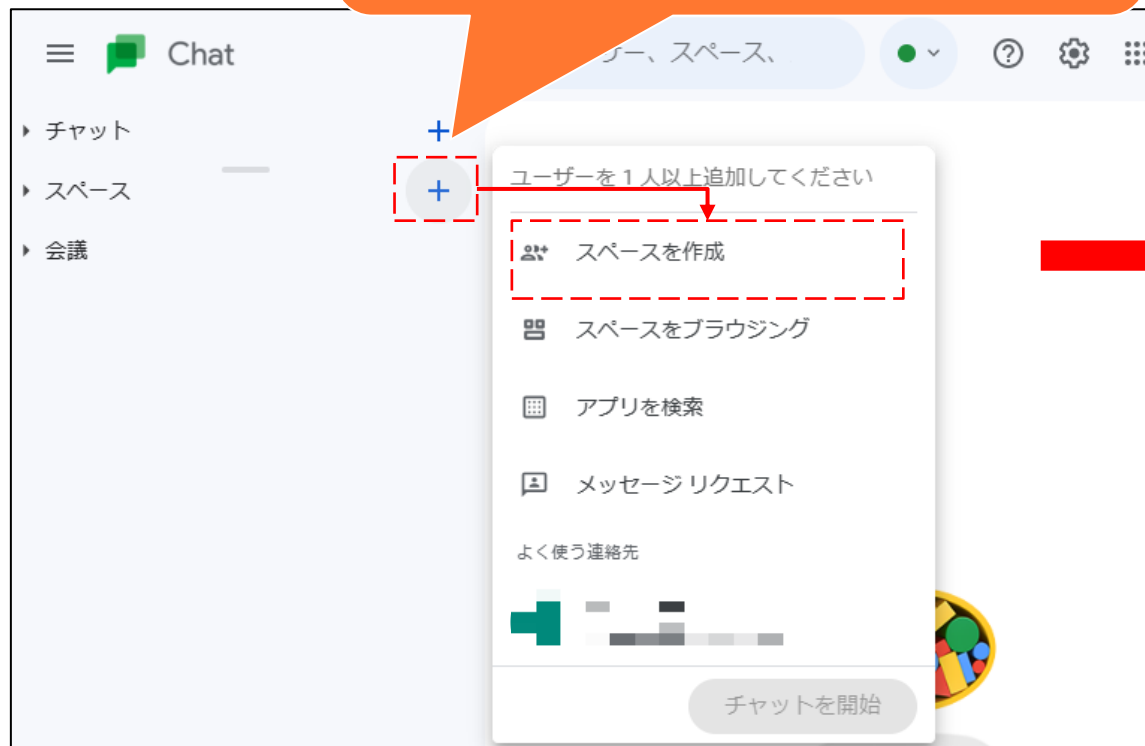 Chat
ザー、スペース、
チャット
スペース
会議
ユーザーを 1 人以上追加してください
スペースを作成
スペースをブラウジング
アプリを検索
メッセージ リクエスト
よく使う連絡先
チャットを開始